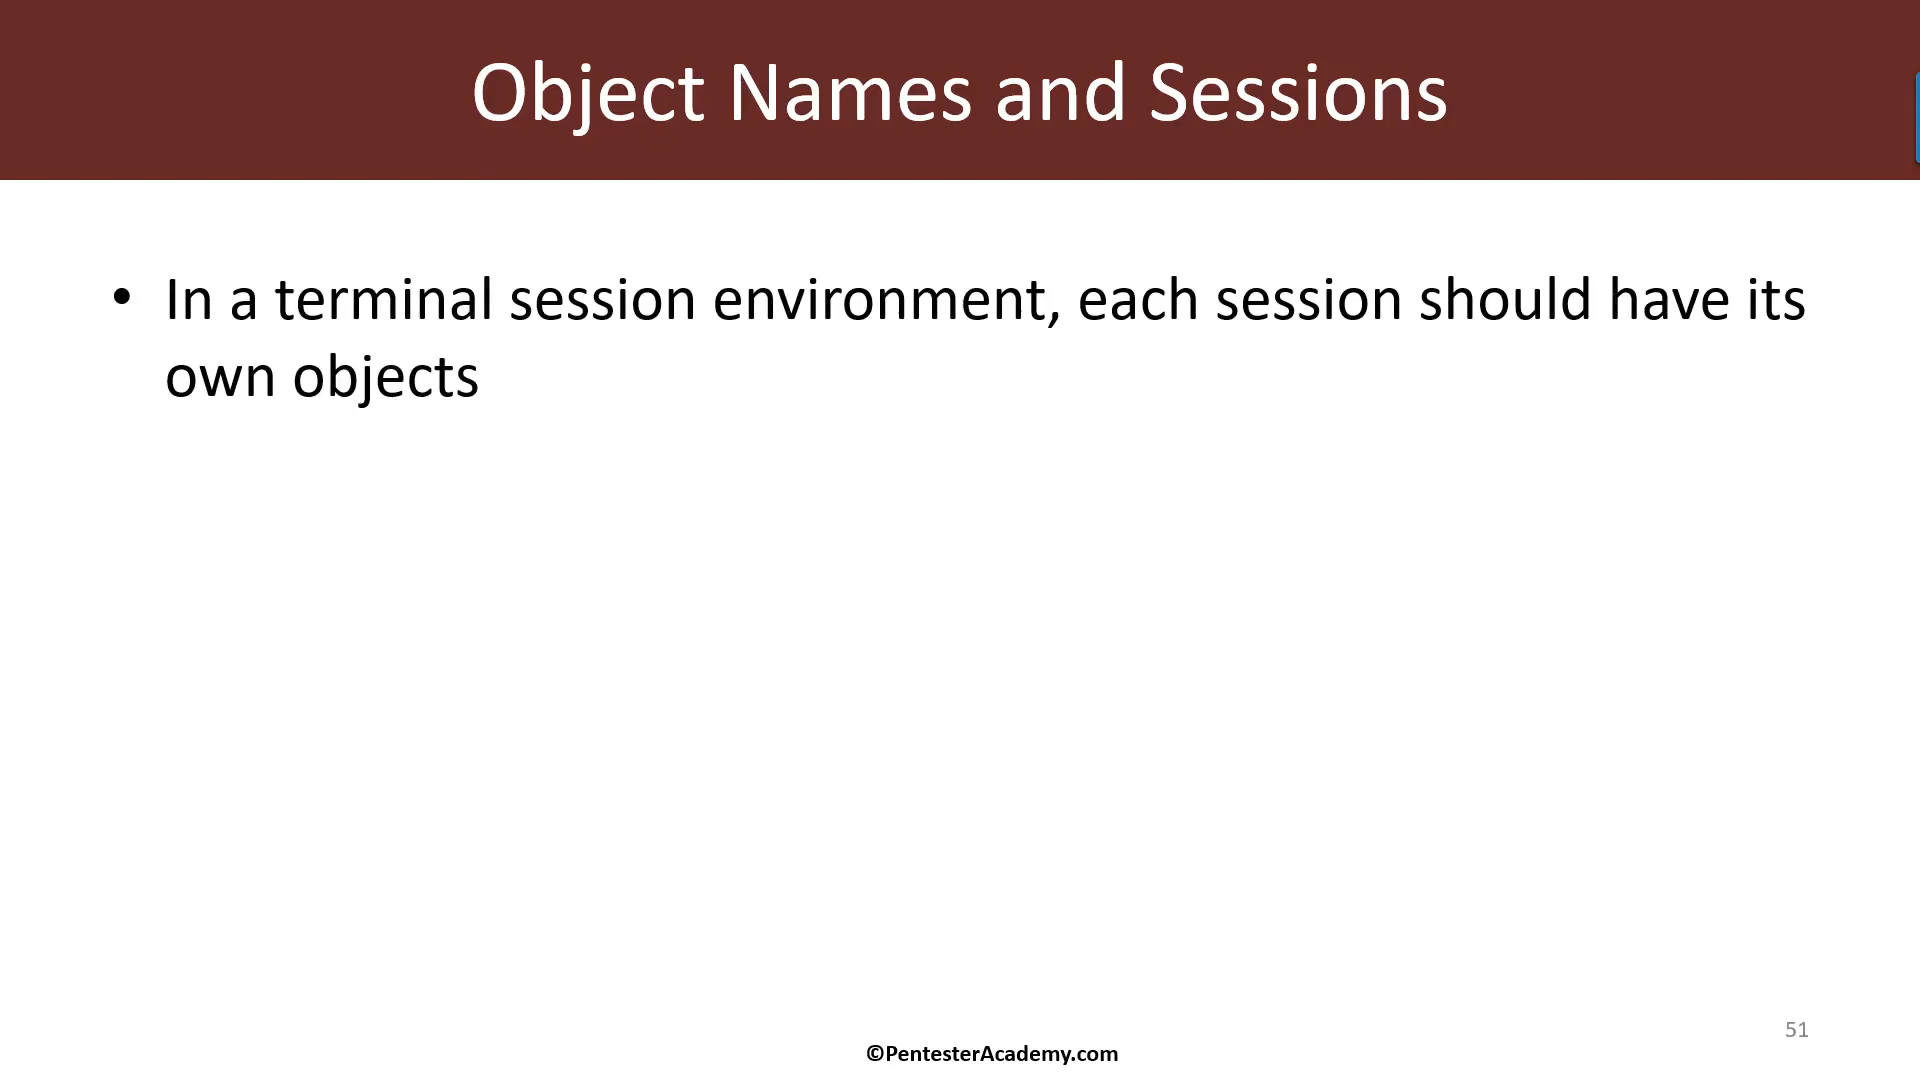 Object Names and Sessions
• In a terminal session environment, each session should have its
own objects
51
©PentesterAcademy.com